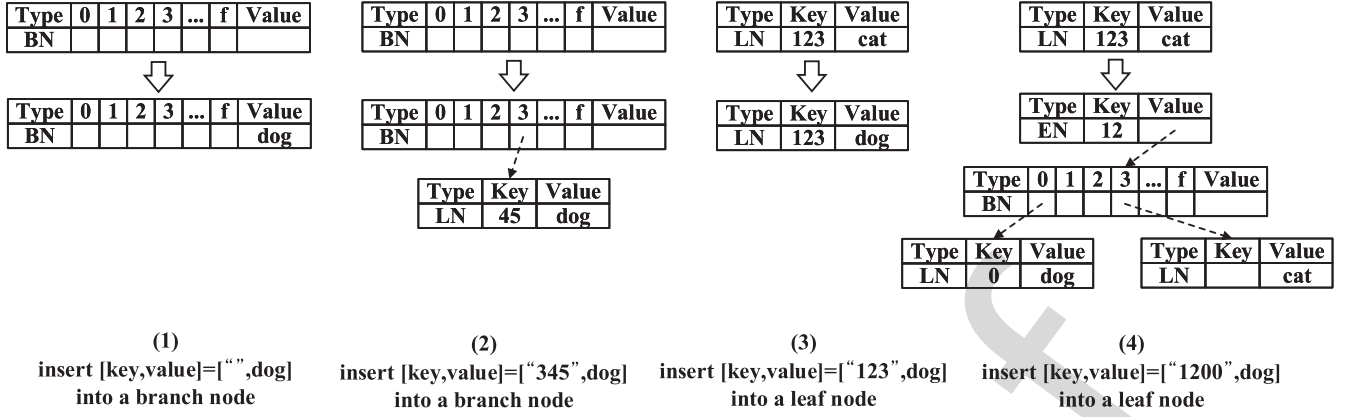 Type 0 1 2 3 ... f Value
BN
Type 0 1 2 3 ... f Value
BN dog
(1)
insert [key,value]=[“”,dog]
into a branch node
Type 0 1 2 3 ... f Value
BN
Type 0 1 2 3 ... f Value
BN
Type Key Value
LN 45 dog
(2)
insert [key,value]=[“345”,dog]
into a branch node
Type Key Value
LN 123 cat
Type Key Value
LN 123 dog
(3)
insert [key,value]=[“123”,dog]
into a leaf node
Type Key Value
LN 123 cat
Type Key Value
EN 12
Type 0 1 2 3 ... f Value
BN
Type Key Value
LN 0 dog
Type Key Value
LN cat
(4)
insert [key,value]=[“1200”,dog]
into a leaf node